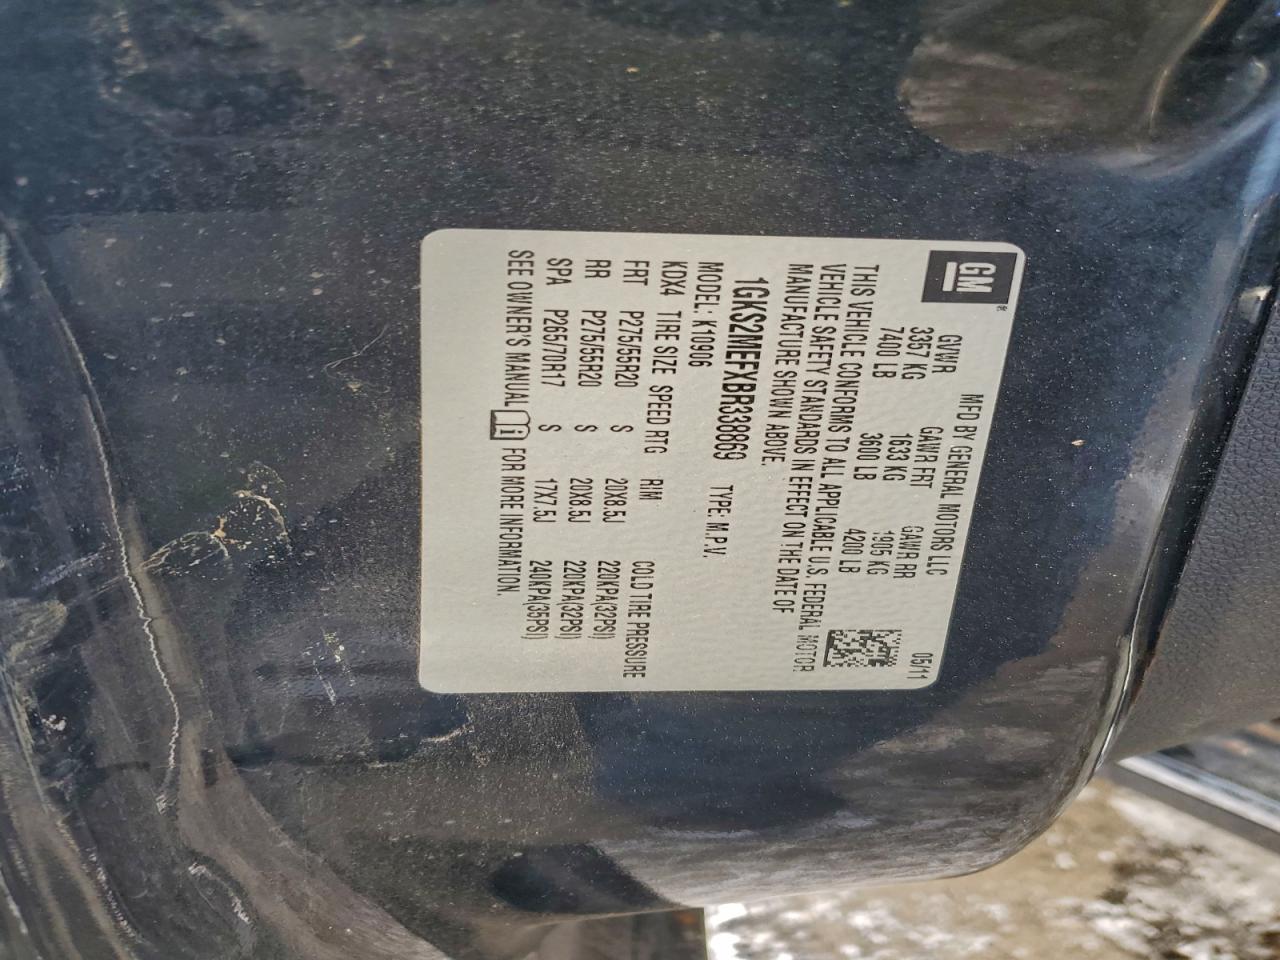 GM®
MFD BY GENERAL MOTORS LLC 05/11
GVWR GAWR FRT GAWR RR
3357 KG 1633 KG 1905 KG
7400 LB 3600 LB 4200 LB
THIS VEHICLE CONFORMS TO ALL APPLICABLE U.S. FEDERAL MOTOR
VEHICLE SAFETY STANDARDS IN EFFECT ON THE DATE OF
MANUFACTURE SHOWN ABOVE.
1GKS2MEFXBR338869 TYPE: M.P.V.
MODEL: K10906
KDX4 TIRE SIZE SPEED RTG RIM COLD TIRE PRESSURE
FRT P275/55R20 S 20X8.5J 220KPA(32PSI)
RR P275/55R20 S 20X8.5J 220KPA(32PSI)
SPA P265/70R17 S 17X7.5J 240KPA(35PSI)
SEE OWNER'S MANUAL FOR MORE INFORMATION.